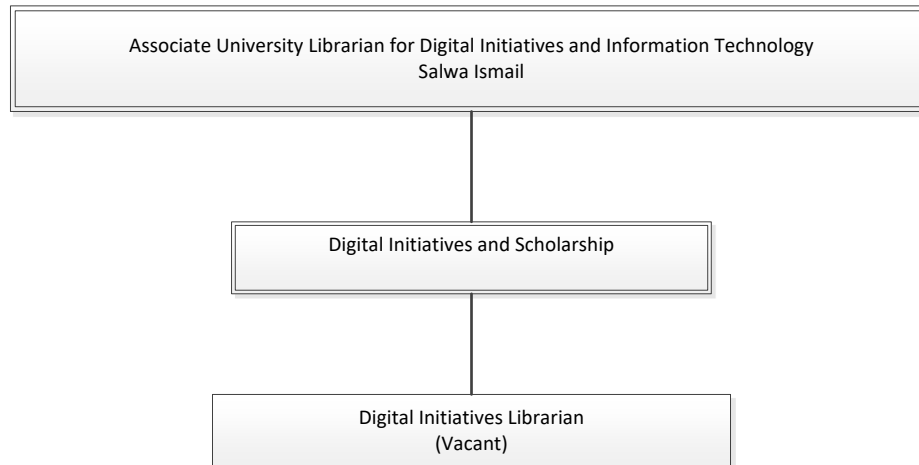 Associate University Librarian for Digital Initiatives and Information Technology
Salwa Ismail
Digital Initiatives and Scholarship
Digital Initiatives Librarian
(Vacant)